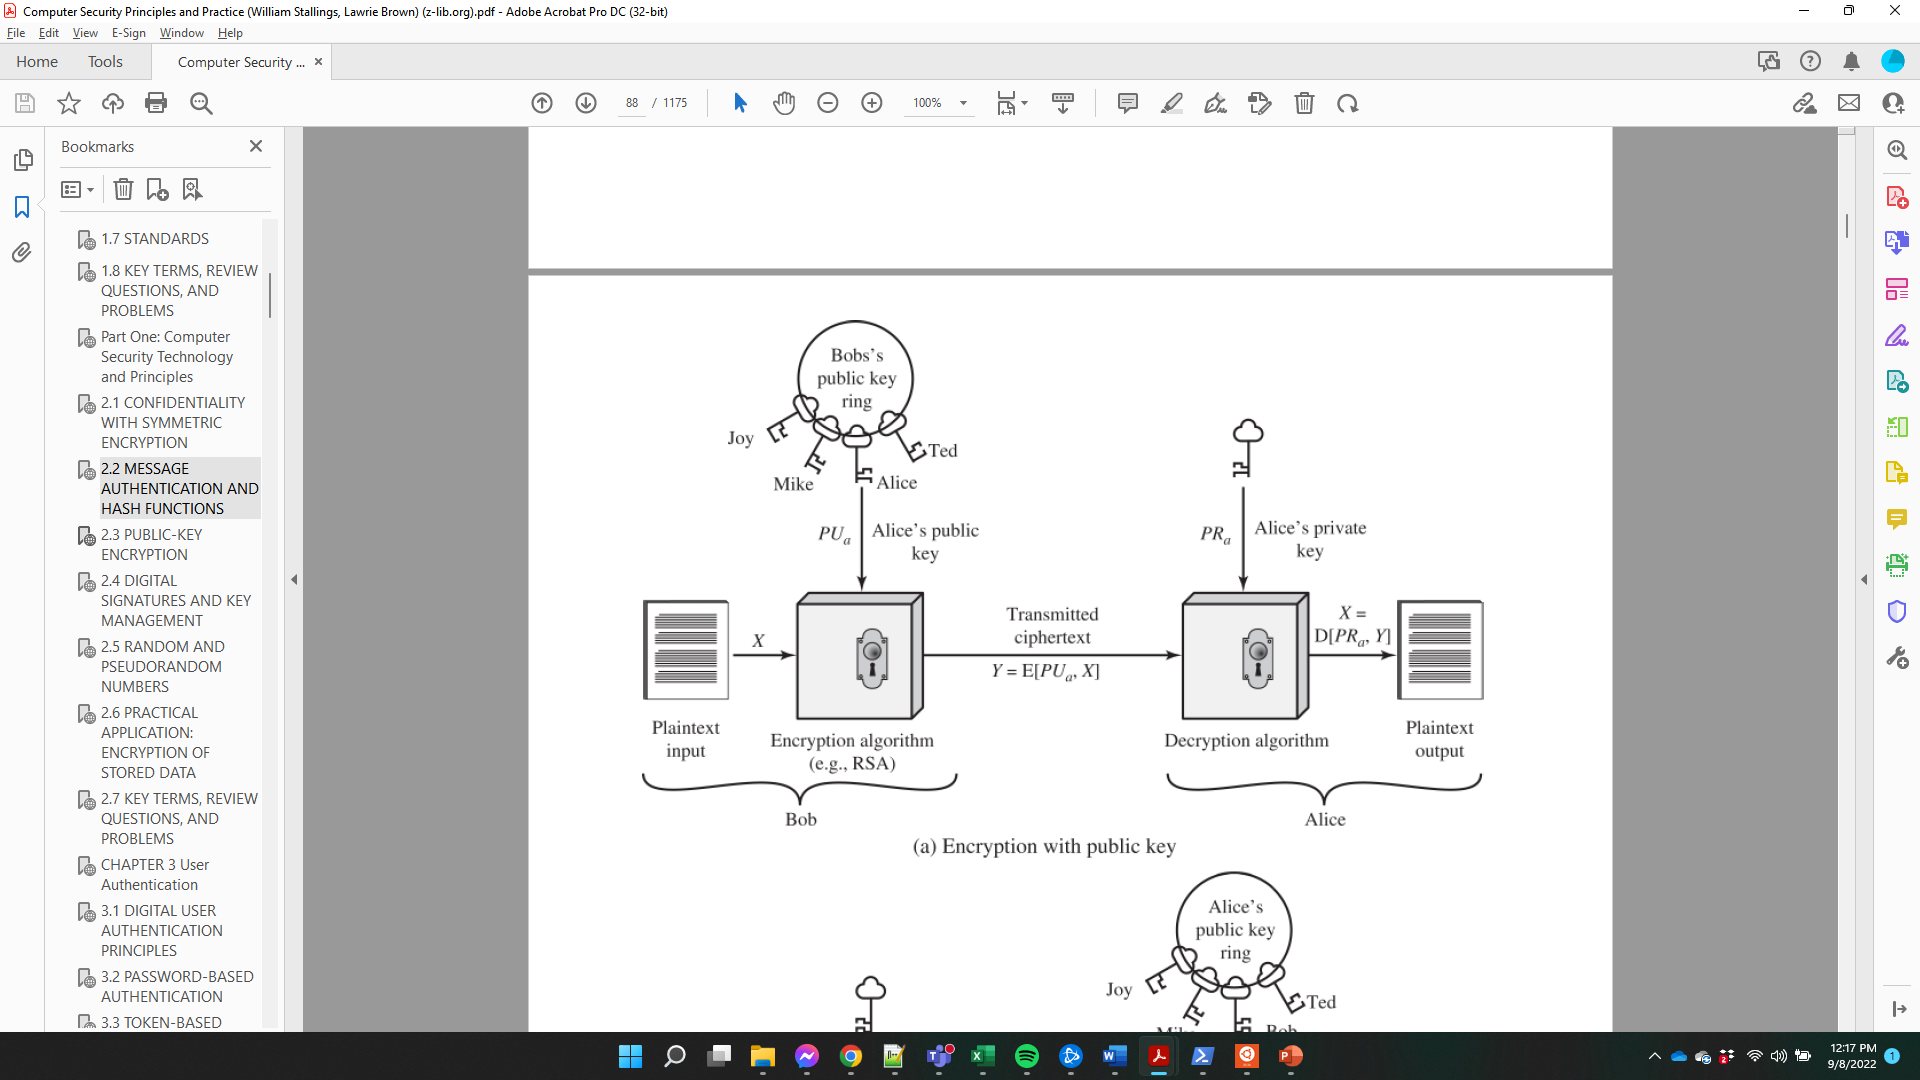 Computer Security Principles and Practice (William Stallings, Lawrie Brown) (z-lib.org).pdf - Adobe Acrobat Pro DC (32-bit)
File Edit View E-Sign Window Help
Home Tools Computer Security ... ×
88 / 1175 100%
Bookmarks
1.7 STANDARDS
1.8 KEY TERMS, REVIEW
QUESTIONS, AND
PROBLEMS
Part One: Computer
Security Technology
and Principles
2.1 CONFIDENTIALITY
WITH SYMMETRIC
ENCRYPTION
2.2 MESSAGE
AUTHENTICATION AND
HASH FUNCTIONS
2.3 PUBLIC-KEY
ENCRYPTION
2.4 DIGITAL
SIGNATURES AND KEY
MANAGEMENT
2.5 RANDOM AND
PSEUDORANDOM
NUMBERS
2.6 PRACTICAL
APPLICATION:
ENCRYPTION OF
STORED DATA
2.7 KEY TERMS, REVIEW
QUESTIONS, AND
PROBLEMS
CHAPTER 3 User
Authentication
3.1 DIGITAL USER
AUTHENTICATION
PRINCIPLES
3.2 PASSWORD-BASED
AUTHENTICATION
3.3 TOKEN-BASED
Bobs's
public key
ring
Joy
Mike
Alice
Ted
PUa
Alice's public
key
PRa
Alice's private
key
X
Transmitted
ciphertext
Y = E[PUa, X]
X =
D[PRa, Y]
Plaintext
input
Encryption algorithm
(e.g., RSA)
Decryption algorithm
Plaintext
output
Bob
Alice
(a) Encryption with public key
Alice's
public key
ring
Joy
Mike
Bob
Ted
12:17 PM
9/8/2022
1